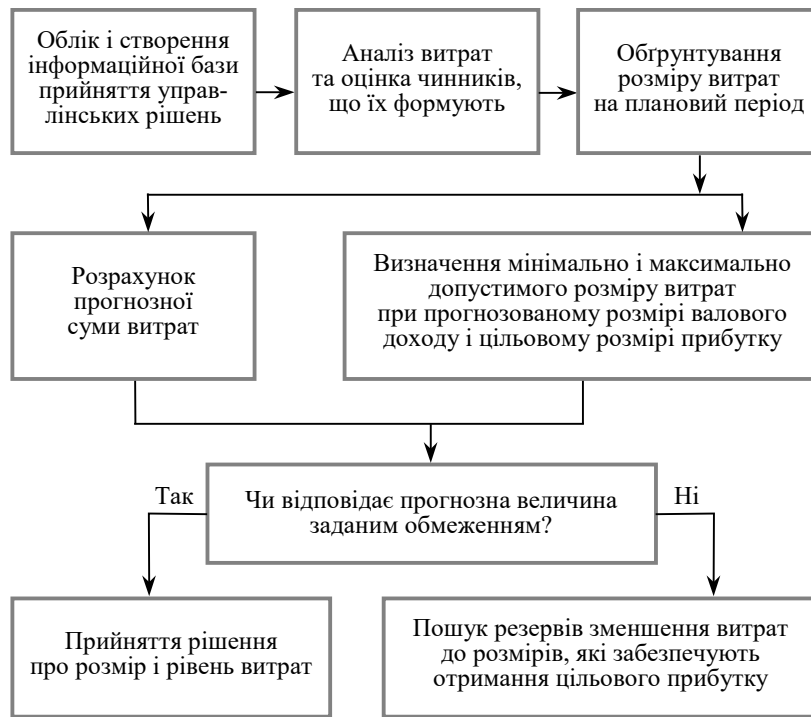 Облік і створення
інформаційної бази
прийняття управ-
лінських рішень
Аналіз витрат
та оцінка чинників,
що їх формують
Обґрунтування
розміру витрат
на плановий період
Розрахунок
прогнозної
суми витрат
Визначення мінімально і максимально
допустимого розміру витрат
при прогнозованому розмірі валового
доходу і цільовому розмірі прибутку
Так
Чи відповідає прогнозна величина
заданим обмеженням?
Ні
Прийняття рішення
про розмір і рівень витрат
Пошук резервів зменшення витрат
до розмірів, які забезпечують
отримання цільового прибутку